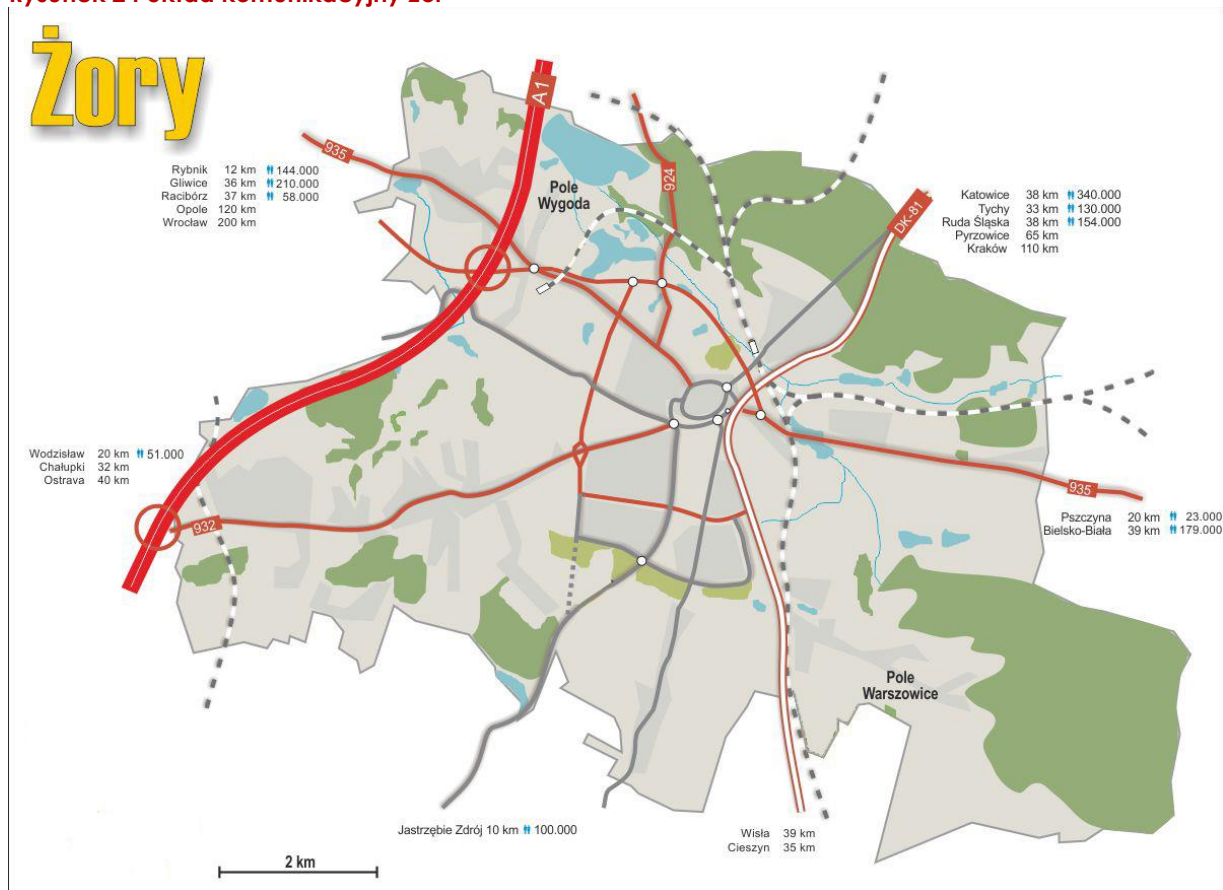 Żory
A1
935
924
DK-81
Rybnik 12 km 144.000
Gliwice 36 km 210.000
Racibórz 37 km 58.000
Opole 120 km
Wrocław 200 km
Pole
Wygoda
Katowice 38 km 340.000
Tychy 33 km 130.000
Ruda Śląska 38 km 154.000
Pyrzowice 65 km
Kraków 110 km
Wodzisław 20 km 51.000
Chałupki 32 km
Ostrava 40 km
932
935
Pszczyna 20 km 23.000
Bielsko-Biała 39 km 179.000
Pole
Warszowice
Jastrzębie Zdrój 10 km 100.000
Wisła 39 km
Cieszyn 35 km
2 km